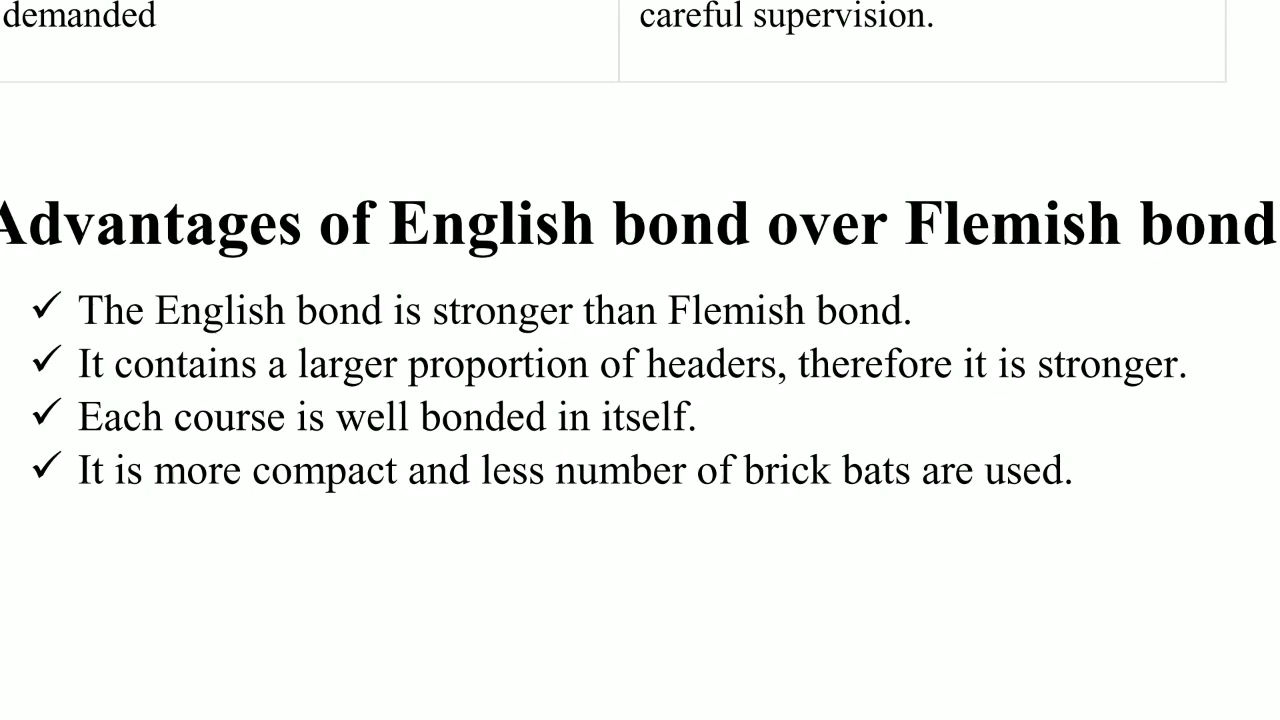 demanded
careful supervision.
Advantages of English bond over Flemish bond
✓ The English bond is stronger than Flemish bond.
✓ It contains a larger proportion of headers, therefore it is stronger.
✓ Each course is well bonded in itself.
✓ It is more compact and less number of brick bats are used.